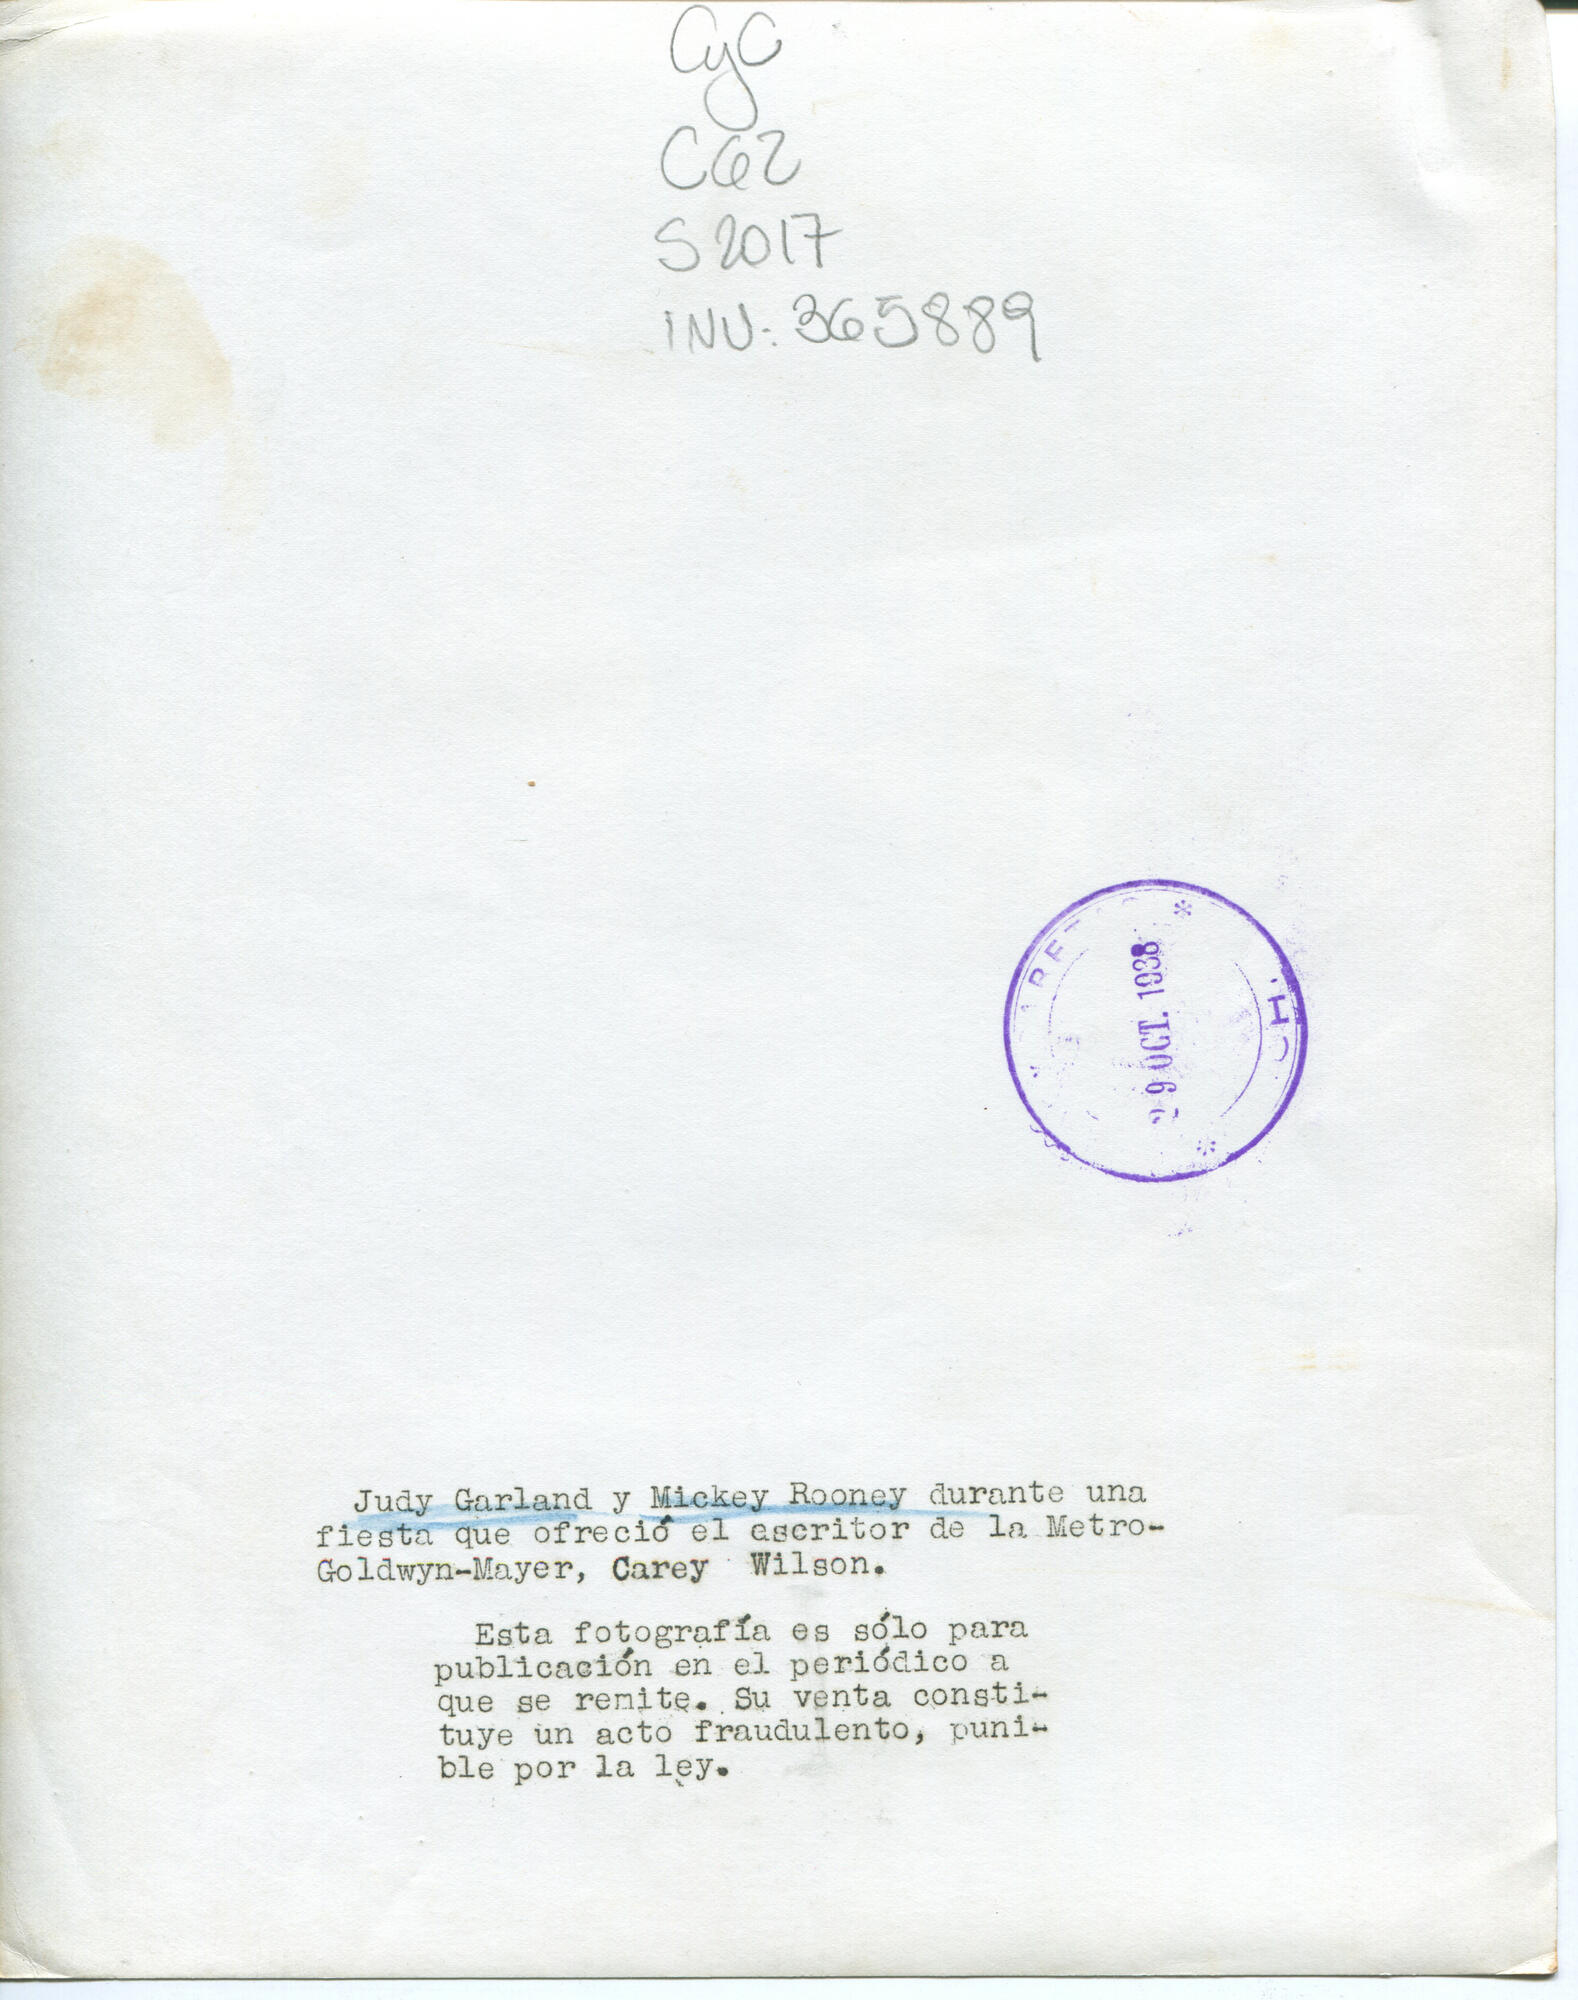 CyC
C62
S2017
INV: 365889
29 OCT. 1938
Judy Garland y Mickey Rooney durante una
fiesta que ofreció el escritor de la Metro-
Goldwyn-Mayer, Carey Wilson.
Esta fotografía es sólo para
publicación en el periódico a
que se remite. Su venta consti-
tuye un acto fraudulento, puni-
ble por la ley.